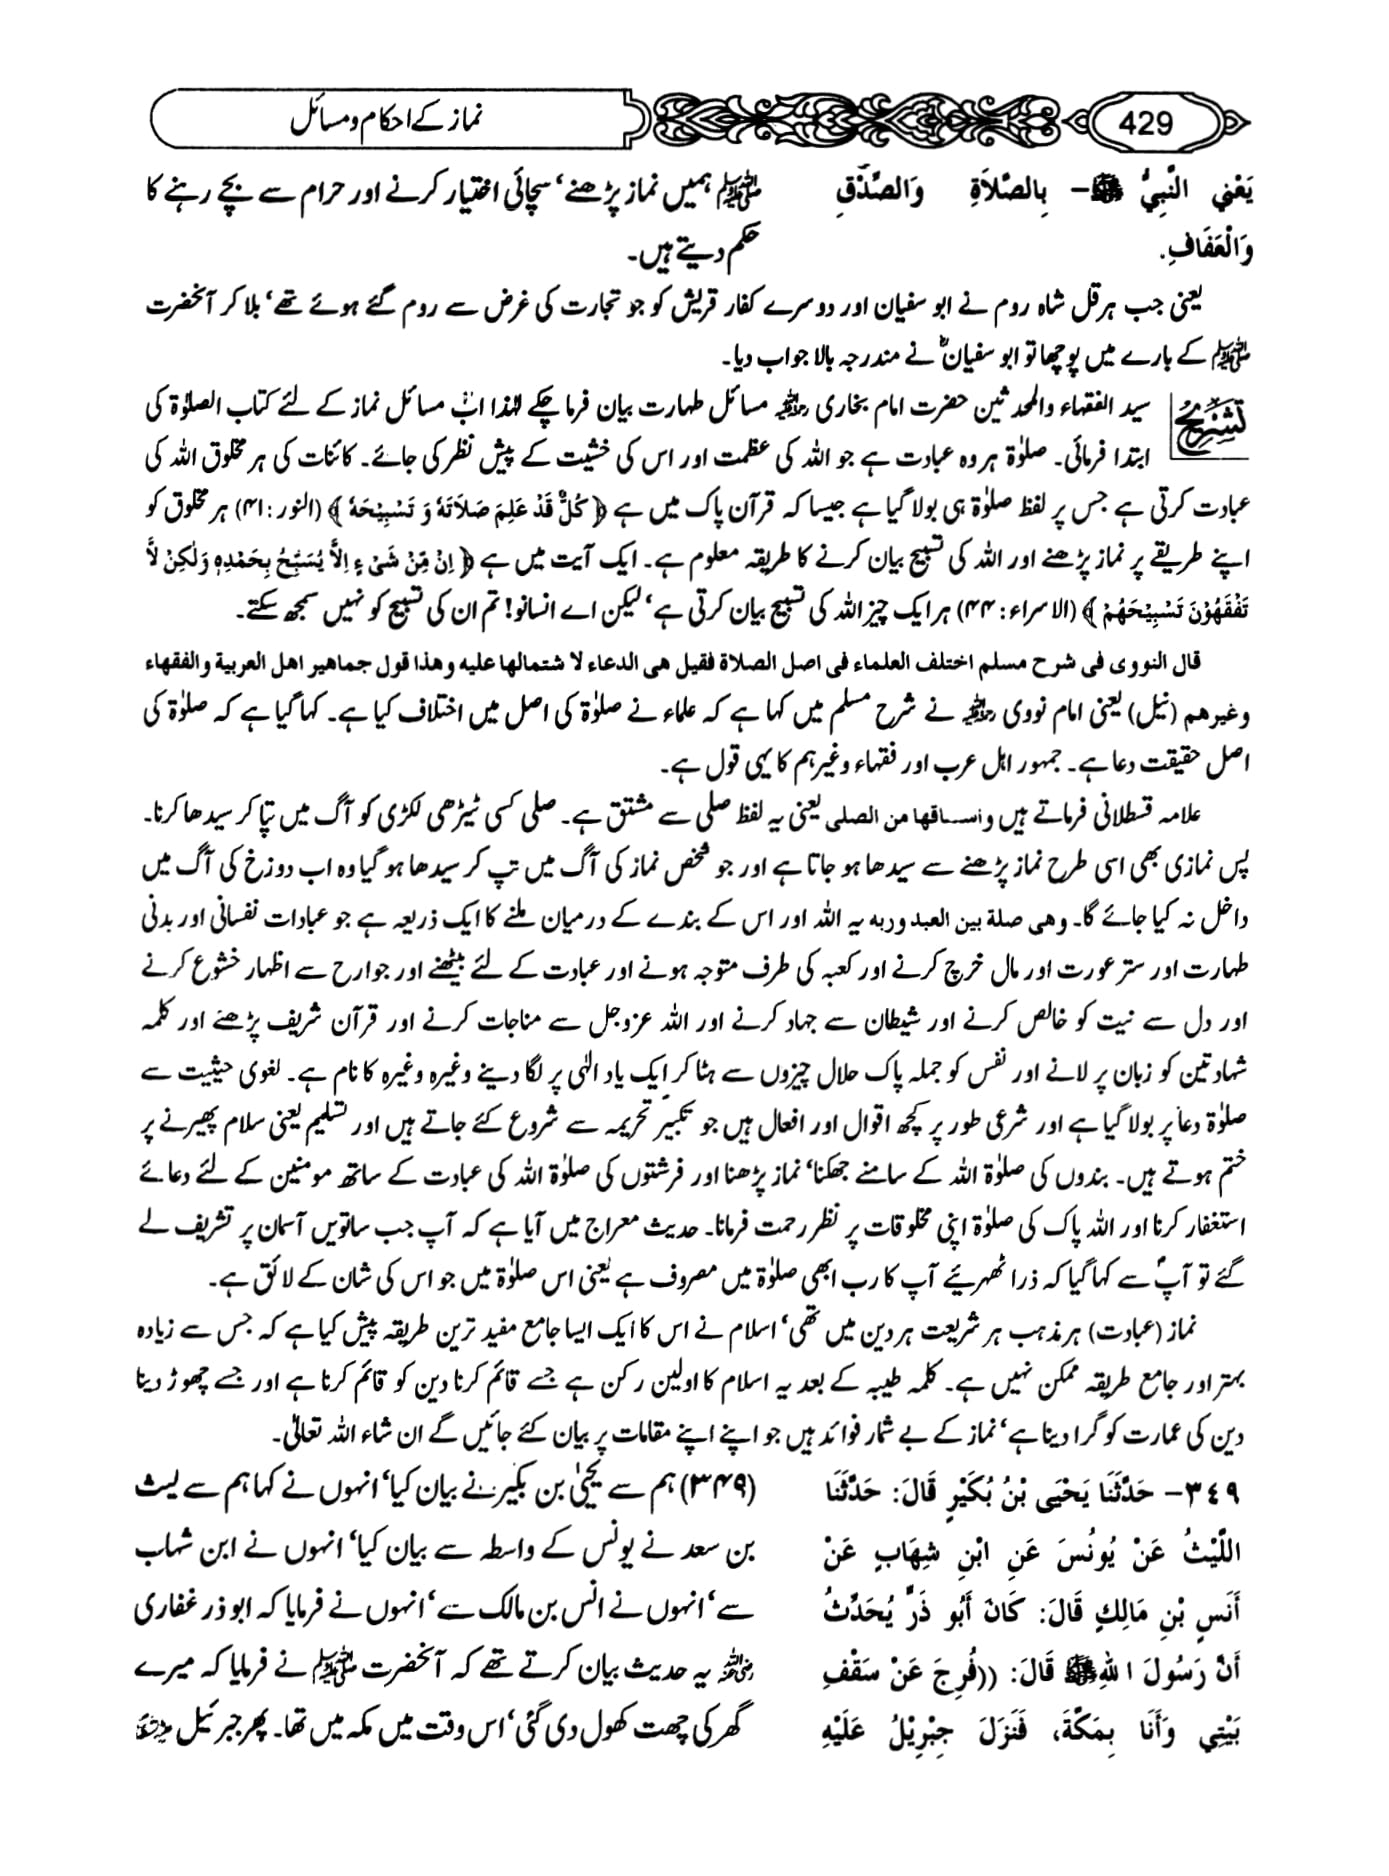 429
نماز کے احکام و مسائل
يَعْنِي النَّبِيُّ ﷺ - بِالصَّلاَةِ وَالصَّدْقِ
وَالْعَفَافِ.
ﷺ ہمیں نماز پڑھنے‘ سچائی اختیار کرنے اور حرام سے بچے رہنے کا
حکم دیتے ہیں۔
یعنی جب ہرقل شاہ روم نے ابو سفیان اور دوسرے کفار قریش کو جو تجارت کی غرض سے روم گئے ہوئے تھے‘ بلا کر آنحضرت
ﷺ کے بارے میں پوچھا تو ابو سفیانؓ نے مندرجہ بالا جواب دیا۔
تشریح سید الفقہاء والمحدثین حضرت امام بخاری رحمہ اللہ مسائل طہارت بیان فرما چکے لہٰذا اب مسائل نماز کے لئے کتاب الصلوٰۃ کی
ابتدا فرمائی۔ صلوٰۃ ہر وہ عبادت ہے جو اللہ کی عظمت اور اس کی خشیت کے پیش نظر کی جائے۔ کائنات کی ہر مخلوق اللہ کی
عبادت کرتی ہے جس پر لفظ صلوٰۃ ہی بولا گیا ہے جیسا کہ قرآن پاک میں ہے ﴿ كُلٌّ قَدْ عَلِمَ صَلَاتَهٗ وَ تَسْبِيْحَهٗ ﴾ (النور: ۴۱) ہر مخلوق کو
اپنے طریقے پر نماز پڑھنے اور اللہ کی تسبیح بیان کرنے کا طریقہ معلوم ہے۔ ایک آیت میں ہے ﴿ اِنْ مِّنْ شَیْ ءٍ اِلاَّ يُسَبِّحُ بِحَمْدِهٖ وَلٰكِنْ لاَّ
تَفْقَهُوْنَ تَسْبِيْحَهُمْ ﴾ (الاسراء: ۴۴) ہر ایک چیز اللہ کی تسبیح بیان کرتی ہے‘ لیکن اے انسانو! تم ان کی تسبیح کو نہیں سمجھ سکتے۔
قال النووى فى شرح مسلم اختلف العلماء فى اصل الصلاة فقيل هى الدعاء لا شتمالها عليه وهذا قول جماهير اهل العربية والفقهاء
وغيرهم (نیل) یعنی امام نووی رحمہ اللہ نے شرح مسلم میں کہا ہے کہ علماء نے صلوٰۃ کی اصل میں اختلاف کیا ہے۔ کہا گیا ہے کہ صلوٰۃ کی
اصل حقیقت دعا ہے۔ جمہور اہل عرب اور فقہاء وغیرہم کا یہی قول ہے۔
علامہ قسطلانی فرماتے ہیں واسـاقها من الصلى یعنی یہ لفظ صلی سے مشتق ہے۔ صلی کسی ٹیڑھی لکڑی کو آگ میں تپا کر سیدھا کرنا۔
پس نمازی بھی اسی طرح نماز پڑھنے سے سیدھا ہو جاتا ہے اور جو شخص نماز کی آگ میں تپ کر سیدھا ہو گیا وہ اب دوزخ کی آگ میں
داخل نہ کیا جائے گا۔ وهى صلة بين العبد وربه یہ اللہ اور اس کے بندے کے درمیان ملنے کا ایک ذریعہ ہے جو عبادات نفسانی اور بدنی
طہارت اور ستر عورت اور مال خرچ کرنے اور کعبہ کی طرف متوجہ ہونے اور عبادت کے لئے بیٹھنے اور جوارح سے اظہار خشوع کرنے
اور دل سے نیت کو خالص کرنے اور شیطان سے جہاد کرنے اور اللہ عزوجل سے مناجات کرنے اور قرآن شریف پڑھنے اور کلمہ
شہادتین کو زبان پر لانے اور نفس کو جملہ پاک حلال چیزوں سے ہٹا کر ایک یاد الٰہی پر لگا دینے وغیرہ وغیرہ کا نام ہے۔ لغوی حیثیت سے
صلوٰۃ دعا پر بولا گیا ہے اور شرعی طور پر کچھ اقوال اور افعال ہیں جو تکبیر تحریمہ سے شروع کئے جاتے ہیں اور تسلیم یعنی سلام پھیرنے پر
ختم ہوتے ہیں۔ بندوں کی صلوٰۃ اللہ کے سامنے جھکنا‘ نماز پڑھنا اور فرشتوں کی صلوٰۃ اللہ کی عبادت کے ساتھ مومنین کے لئے دعائے
استغفار کرنا اور اللہ پاک کی صلوٰۃ اپنی مخلوقات پر نظر رحمت فرمانا۔ حدیث معراج میں آیا ہے کہ آپ جب ساتویں آسمان پر تشریف لے
گئے تو آپؐ سے کہا گیا کہ ذرا ٹھہریئے آپ کا رب ابھی صلوٰۃ میں مصروف ہے یعنی اس صلوٰۃ میں جو اس کی شان کے لائق ہے۔
نماز (عبادت) ہر مذہب ہر شریعت ہر دین میں تھی‘ اسلام نے اس کا ایک ایسا جامع مفید ترین طریقہ پیش کیا ہے کہ جس سے زیادہ
بہتر اور جامع طریقہ ممکن نہیں ہے۔ کلمہ طیبہ کے بعد یہ اسلام کا اولین رکن ہے جسے قائم کرنا دین کو قائم کرنا ہے اور جسے چھوڑ دینا
دین کی عمارت کو گرا دینا ہے‘ نماز کے بے شمار فوائد ہیں جو اپنے اپنے مقامات پر بیان کئے جائیں گے ان شاء اللہ تعالیٰ۔
٣٤٩- حَدَّثَنَا يَحْيَى بْنُ بُكَيْرٍ قَالَ: حَدَّثَنَا
اللَّيْثُ عَنْ يُونُسَ عَنِ ابْنِ شِهَابٍ عَنْ
أَنَسِ بْنِ مَالِكٍ قَالَ: كَانَ أَبُو ذَرٍّ يُحَدِّثُ
أَنَّ رَسُولَ اللهِ ﷺ قَالَ: ((فُرِجَ عَنْ سَقْفِ
بَيْتِي وَأَنَا بِمَكَّةَ، فَنَزَلَ جِبْرِيْلُ عَلَيْهِ
(۳۴۹) ہم سے یحییٰ بن بکیر نے بیان کیا‘ انہوں نے کہا ہم سے لیث
بن سعد نے یونس کے واسطہ سے بیان کیا‘ انہوں نے ابن شہاب
سے‘ انہوں نے انس بن مالک سے‘ انہوں نے فرمایا کہ ابو ذر غفاری
رضی اللہ عنہ یہ حدیث بیان کرتے تھے کہ آنحضرت ﷺ نے فرمایا کہ میرے
گھر کی چھت کھول دی گئی‘ اس وقت میں مکہ میں تھا۔ پھر جبرئیل علیہ السلام